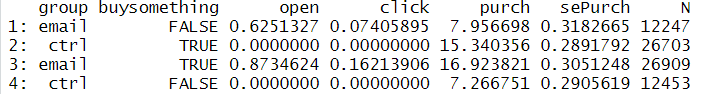 group buysomething open click purch sePurch N
1: email FALSE 0.6251327 0.07405895 7.956698 0.3182665 12247
2: ctrl TRUE 0.0000000 0.00000000 15.340356 0.2891792 26703
3: email TRUE 0.8734624 0.16213906 16.923821 0.3051248 26909
4: ctrl FALSE 0.0000000 0.00000000 7.266751 0.2905619 12453